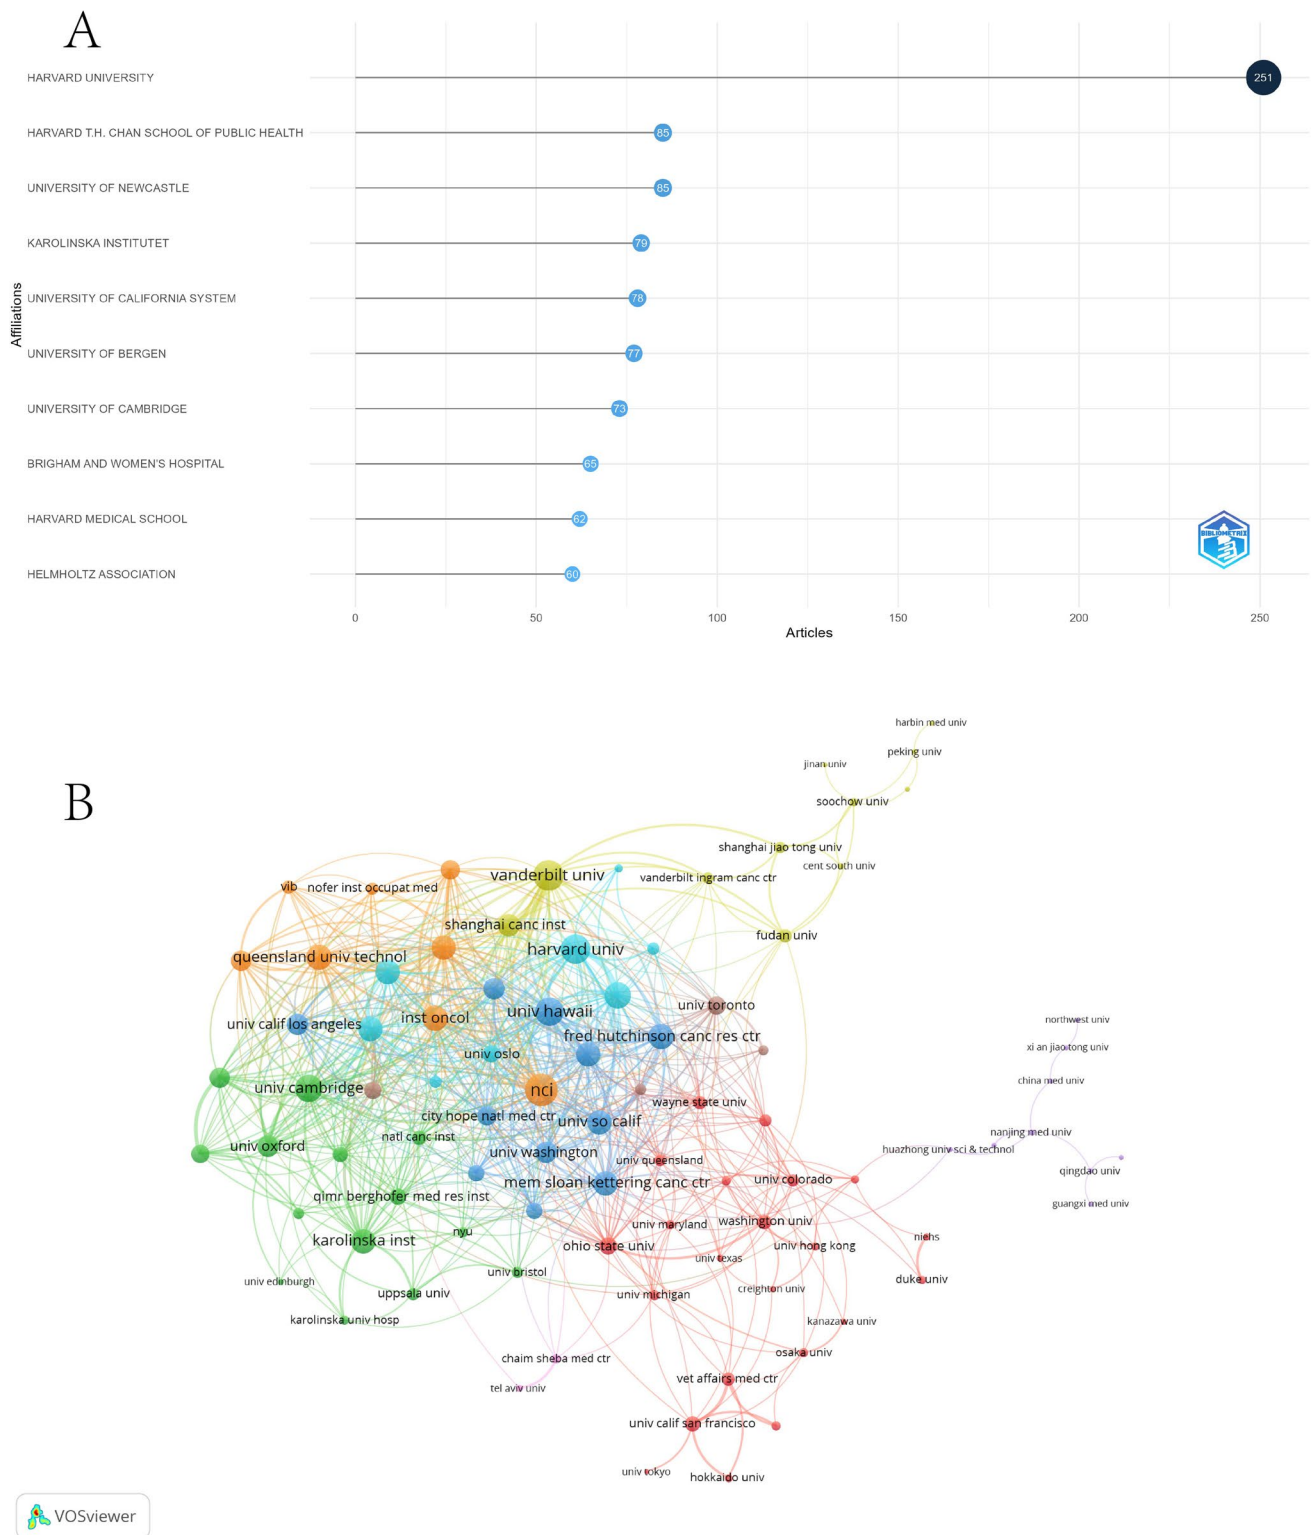 A
HARVARD UNIVERSITY
251
HARVARD T.H. CHAN SCHOOL OF PUBLIC HEALTH
85
UNIVERSITY OF NEWCASTLE
85
KAROLINSKA INSTITUTET
79
UNIVERSITY OF CALIFORNIA SYSTEM
78
Affiliations
UNIVERSITY OF BERGEN
77
UNIVERSITY OF CAMBRIDGE
73
BRIGHAM AND WOMEN'S HOSPITAL
65
HARVARD MEDICAL SCHOOL
62
BIBLIOMETRIX
HELMHOLTZ ASSOCIATION
60
0 50 100 150 200 250
Articles
B
harbin med univ
peking univ
jinan univ
soochow univ
shanghai jiao tong univ
cent south univ
vanderbilt univ
vanderbilt ingram canc ctr
vib
nofer inst occupat med
shanghai canc inst
fudan univ
harvard univ
queensland univ technol
univ toronto
univ hawaii
inst oncol
univ calif los angeles
fred hutchinson canc res ctr
northwest univ
xi an jiaotong univ
univ oslo
china med univ
univ cambridge
nci
wayne state univ
city hope natl med ctr
univ so calif
nanjing med univ
natl canc inst
univ oxford
huazhong univ sci & technol
univ washington
univ queensland
qingdao univ
univ colorado
mem sloan kettering canc ctr
qimr berghofer med res inst
guangxi med univ
washington univ
univ maryland
nyu
niehs
karolinska inst
ohio state univ
univ hong kong
univ texas
univ bristol
duke univ
univ edinburgh
creighton univ
uppsala univ
univ michigan
karolinska univ hosp
kanazawa univ
osaka univ
chaim sheba med ctr
vet affairs med ctr
tel aviv univ
univ calif san francisco
univ tokyo
hokkaido univ
VOSviewer